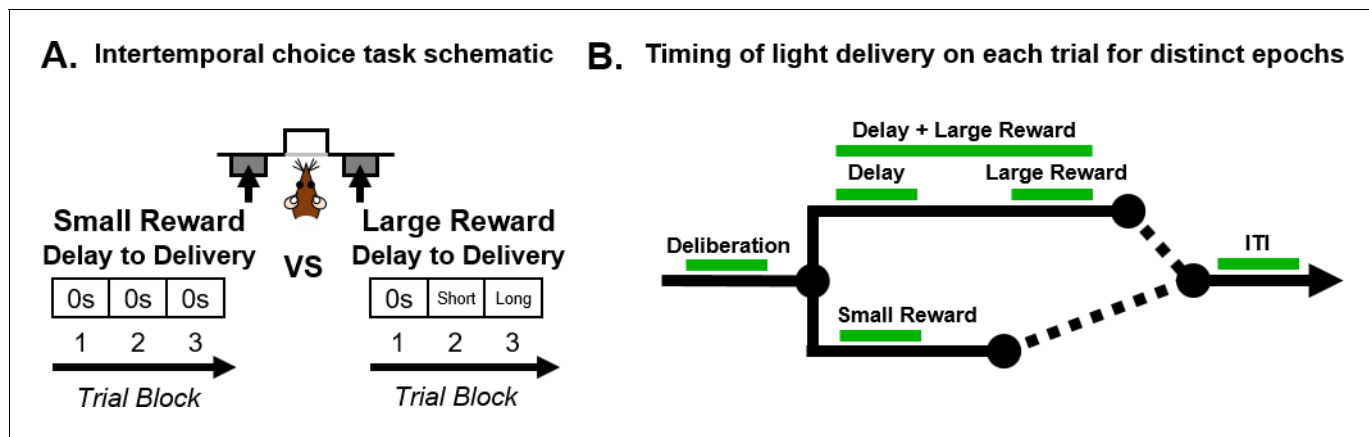 A. Intertemporal choice task schematic
Small Reward
Delay to Delivery
0s 0s 0s
1 2 3
Trial Block
VS
Large Reward
Delay to Delivery
0s Short Long
1 2 3
Trial Block
B. Timing of light delivery on each trial for distinct epochs
Delay + Large Reward
Delay Large Reward
Deliberation
ITI
Small Reward